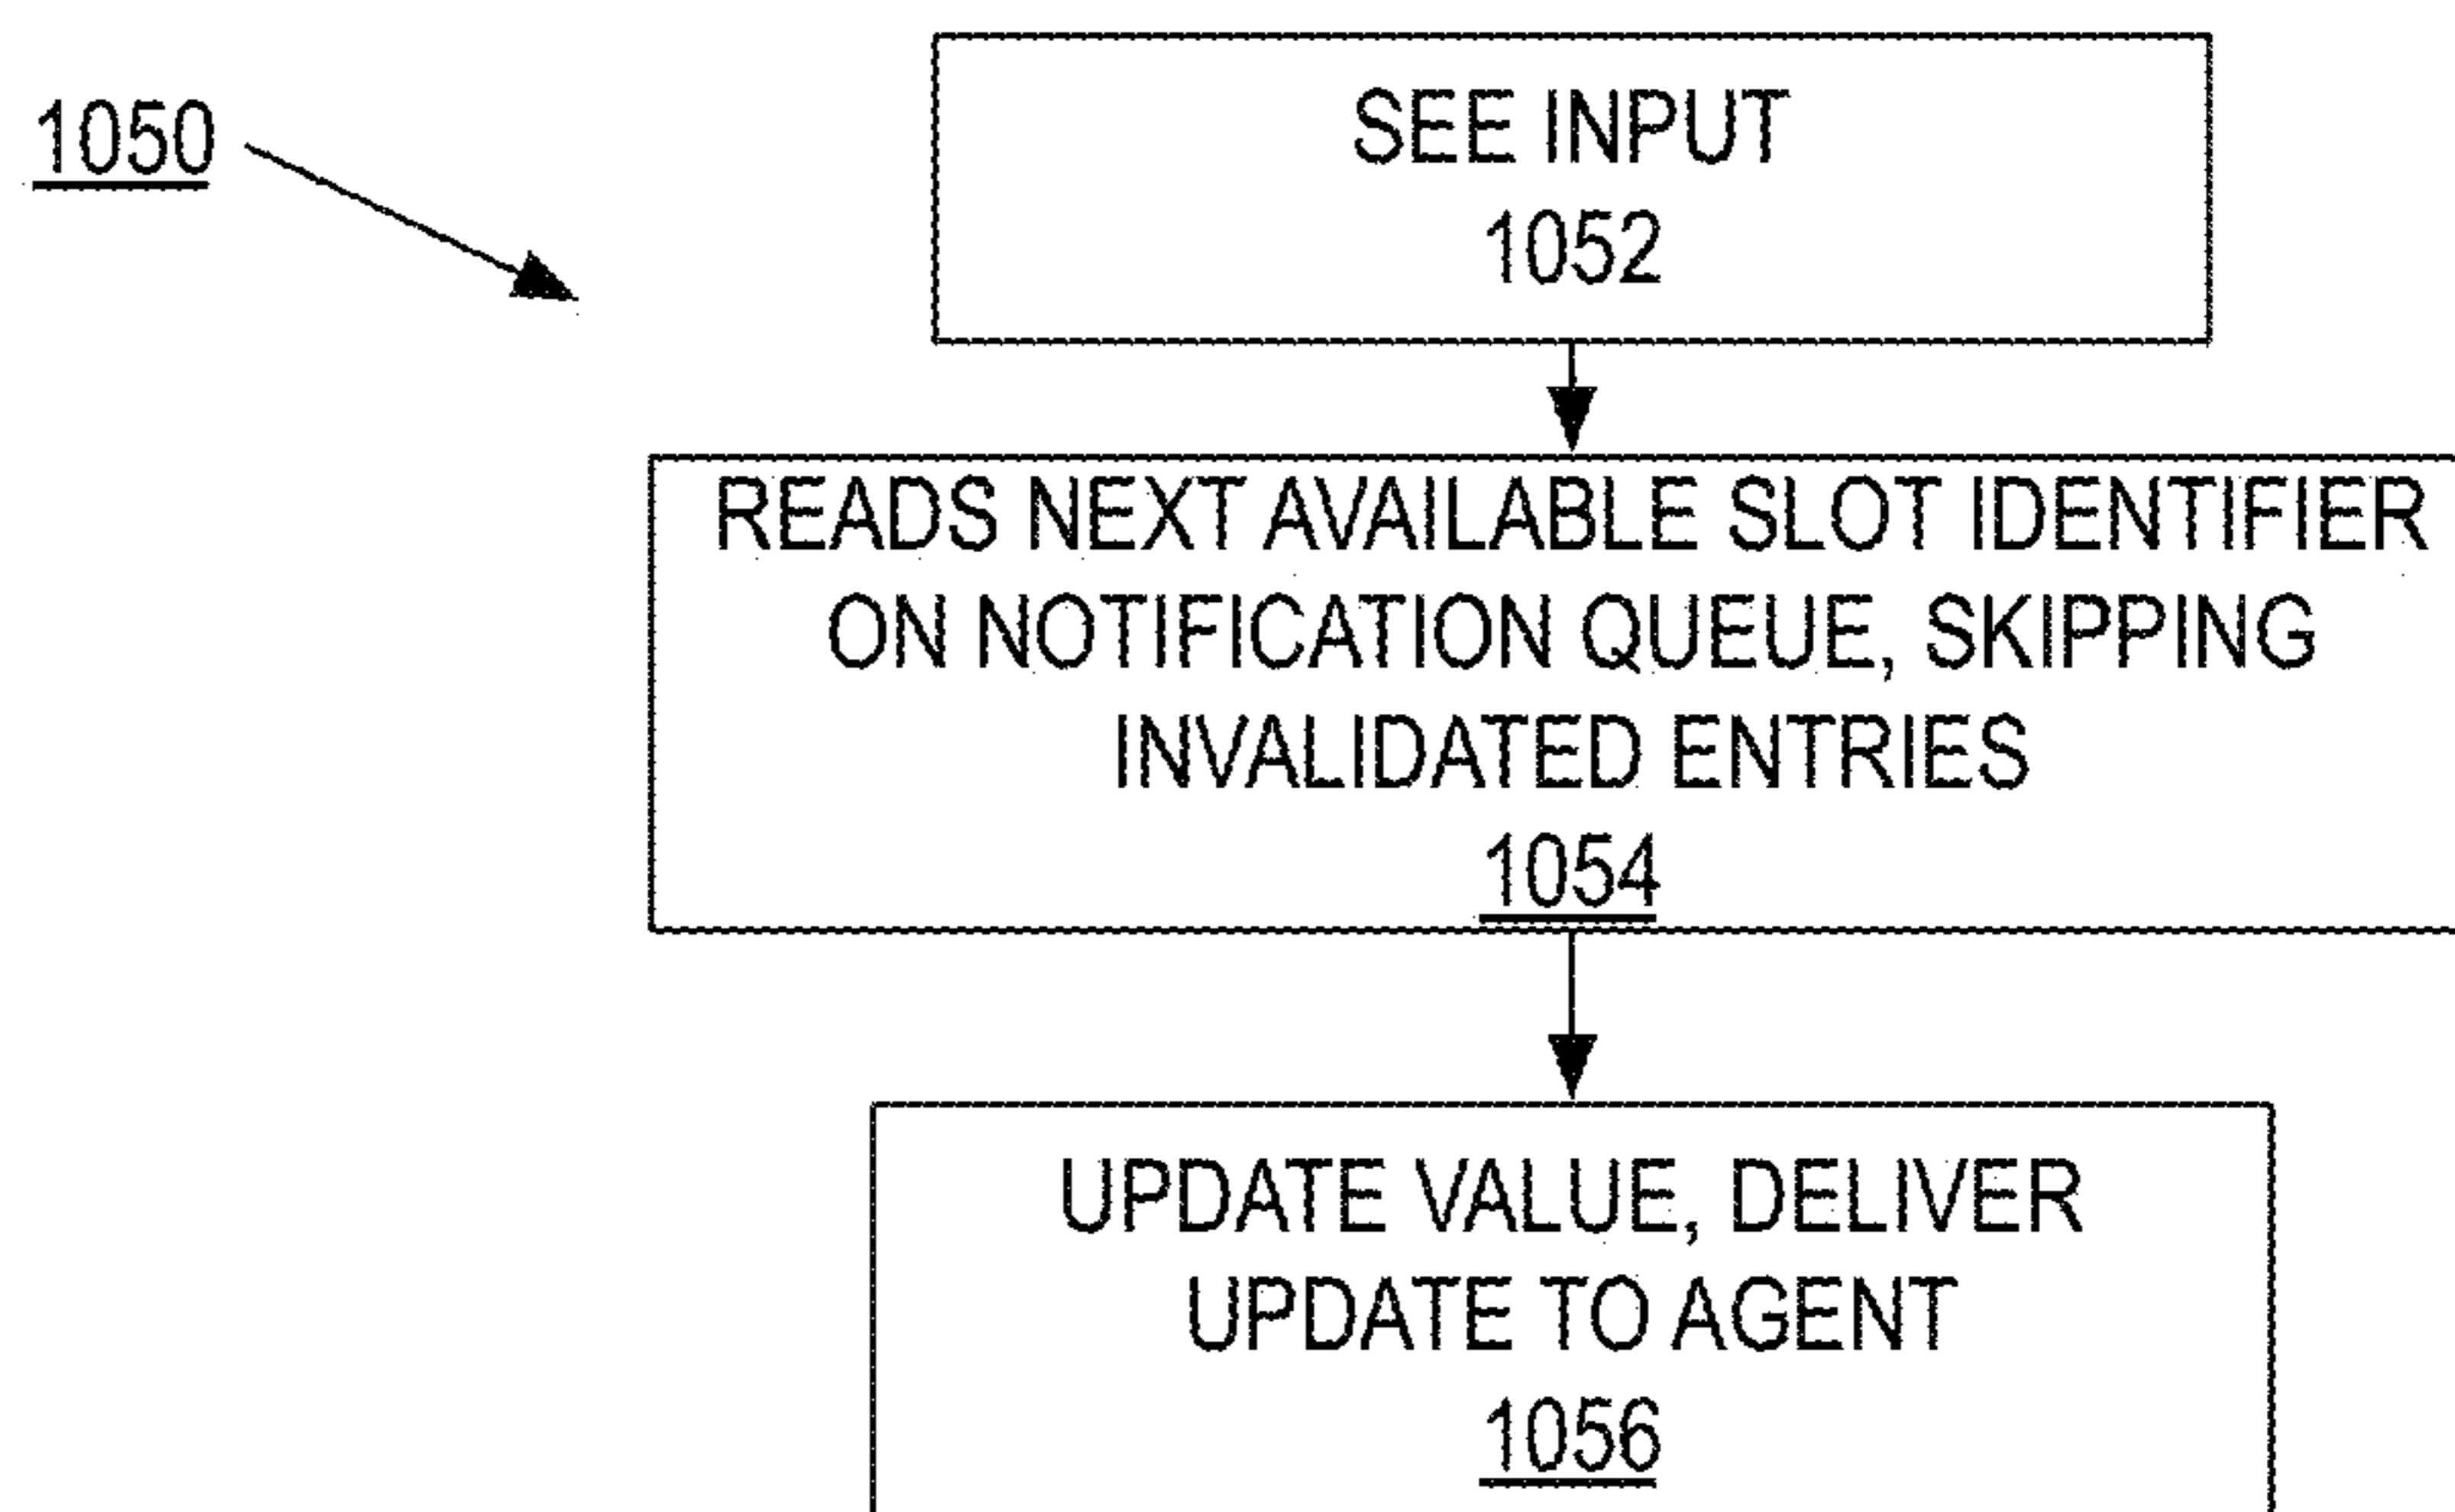 1050
SEE INPUT
1052
READS NEXT AVAILABLE SLOT IDENTIFIER
ON NOTIFICATION QUEUE, SKIPPING
INVALIDATED ENTRIES
1054
UPDATE VALUE, DELIVER
UPDATE TO AGENT
1056